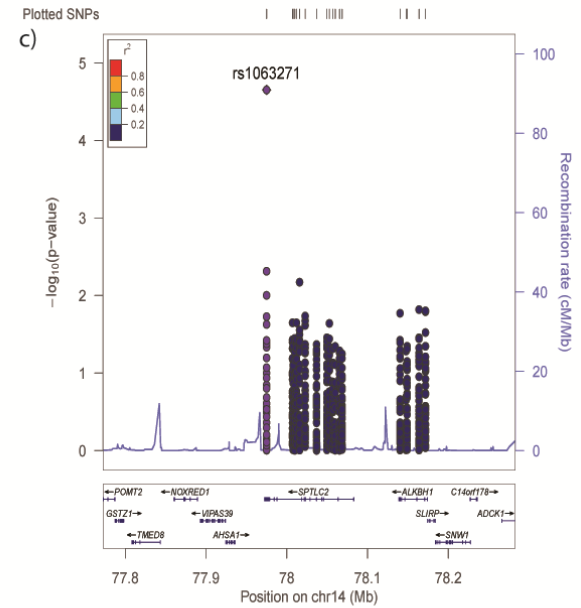 Plotted SNPs
c)
r2
0.8
0.6
0.4
0.2
rs1063271
5
4
3
2
1
0
−log10(p−value)
100
80
60
40
20
0
Recombination rate (cM/Mb)
←POMT2
←NOXRED1
←SPTLC2
←ALKBH1
C14orf178→
GSTZ1→
←VIPAS39
SLIRP→
ADCK1→
←TMED8
AHSA1→
←SNW1
77.8
77.9
78
78.1
78.2
Position on chr14 (Mb)